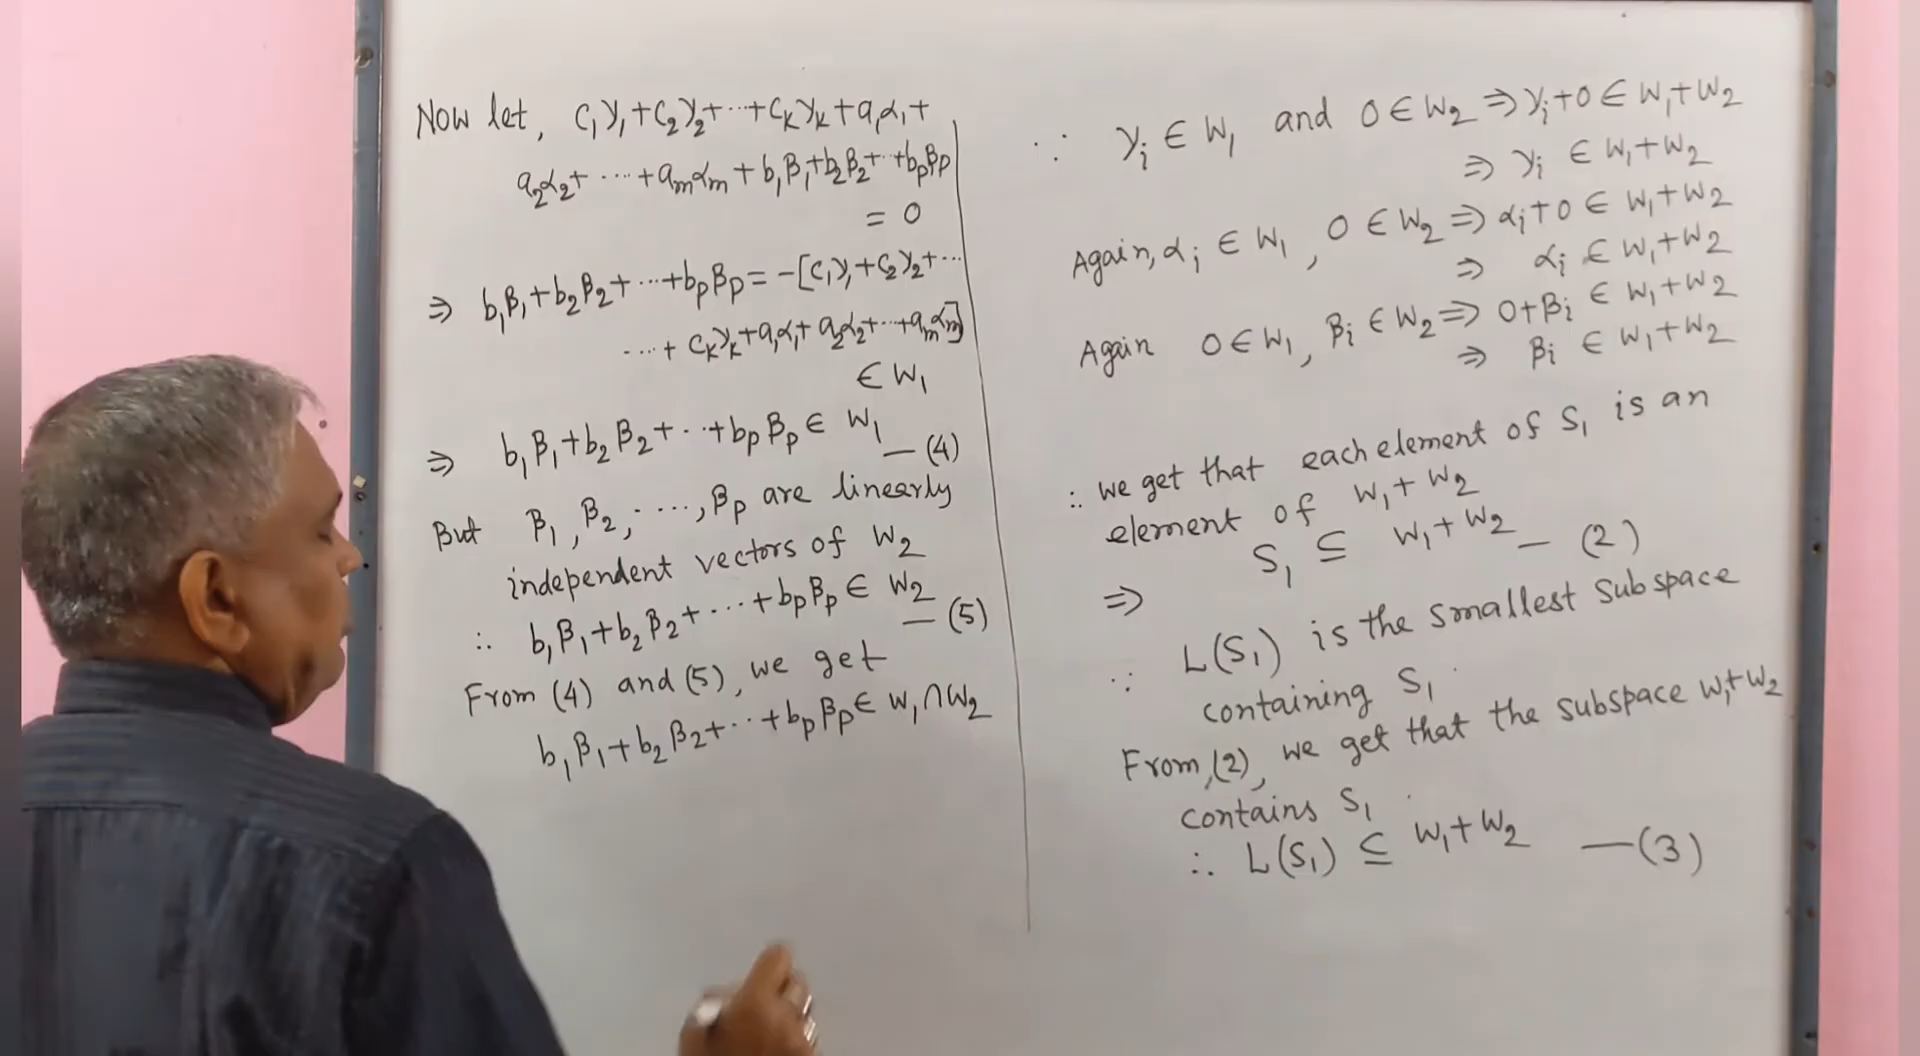 Now let, c₁γ₁+c₂γ₂+···+cₖγₖ+a₁α₁+
a₂α₂+ ····+aₘαₘ+b₁β₁+b₂β₂+··+bₚβₚ
= 0
⇒ b₁β₁+b₂β₂+···+bₚβₚ=-[c₁γ₁+c₂γ₂+···
···+ cₖγₖ+a₁α₁+a₂α₂+···+aₘαₘ]
∈ W₁
⇒ b₁β₁+b₂β₂+··+bₚβₚ∈ W₁ —(4)
But β₁, β₂,····,βₚ are linearly
independent vectors of W₂
∴ b₁β₁+b₂β₂+···+bₚβₚ∈ W₂ —(5)
From (4) and (5), we get
b₁β₁+b₂β₂+···+bₚβₚ∈ W₁∩W₂
∵ γᵢ ∈ W₁ and 0∈W₂ ⇒γᵢ+0∈W₁+W₂
⇒ γᵢ ∈ W₁+W₂
Again, αᵢ ∈ W₁, 0∈W₂ ⇒ αᵢ+0 ∈ W₁+W₂
⇒ αᵢ ∈ W₁+W₂
Again 0∈W₁, βᵢ∈W₂⇒ 0+βᵢ ∈ W₁+W₂
⇒ βᵢ ∈ W₁+W₂
∴ we get that each element of S₁ is an
element of W₁+W₂
⇒ S₁ ⊆ W₁+W₂ — (2)
∵ L(S₁) is the smallest subspace
containing S₁
From,(2), we get that the subspace W₁+W₂
contains S₁
∴ L(S₁) ⊆ W₁+W₂ —(3)